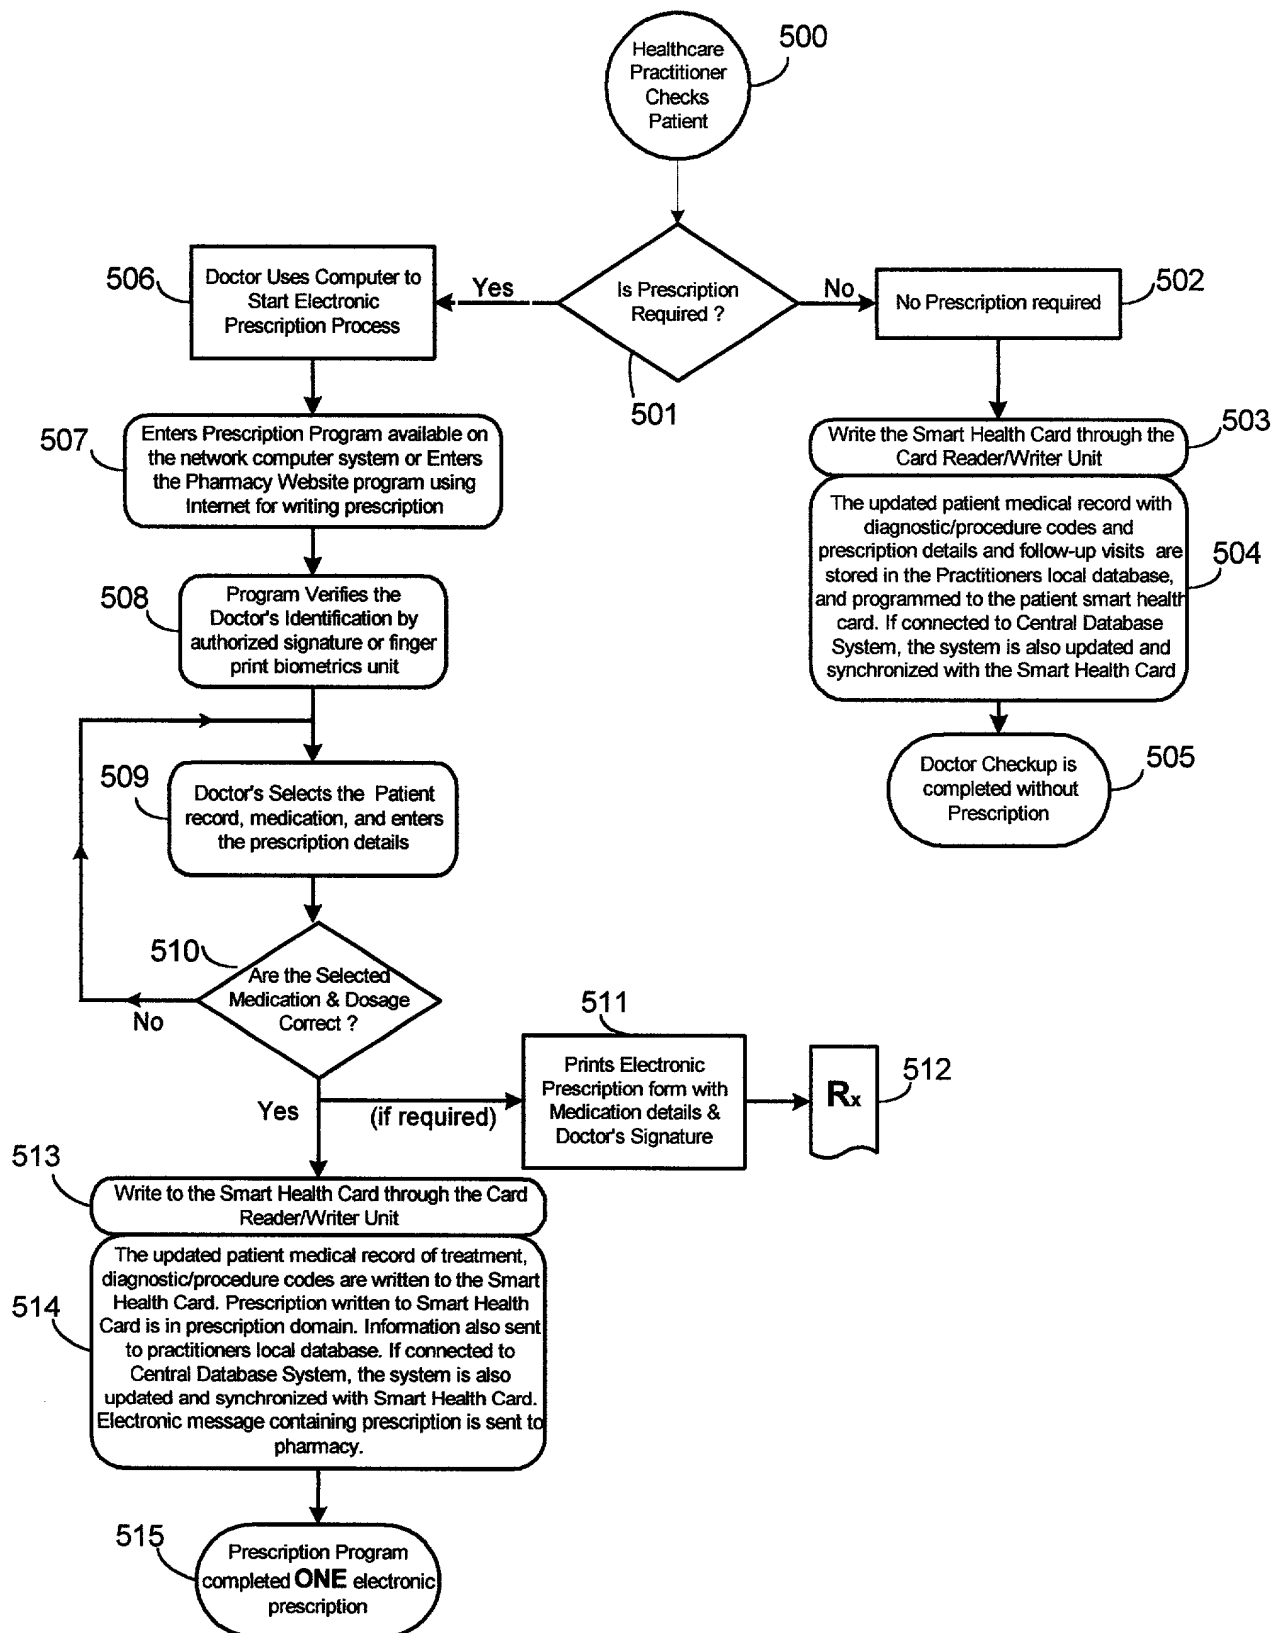 500
Healthcare
Practitioner
Checks
Patient
506
Doctor Uses Computer to
Start Electronic
Prescription Process
Yes
Is Prescription
Required ?
501
No
No Prescription required
502
507
Enters Prescription Program available on
the network computer system or Enters
the Pharmacy Website program using
Internet for writing prescription
Write the Smart Health Card through the
Card Reader/Writer Unit
503
The updated patient medical record with
diagnostic/procedure codes and
prescription details and follow-up visits are
stored in the Practitioners local database,
and programmed to the patient smart health
card. If connected to Central Database
System, the system is also updated and
synchronized with the Smart Health Card
504
508
Program Verifies the
Doctor's Identification by
authorized signature or finger
print biometrics unit
Doctor Checkup is
completed without
Prescription
505
509
Doctor's Selects the Patient
record, medication, and enters
the prescription details
510
Are the Selected
Medication & Dosage
Correct ?
No
Yes
(if required)
511
Prints Electronic
Prescription form with
Medication details &
Doctor's Signature
Rx
512
513
Write to the Smart Health Card through the Card
Reader/Writer Unit
514
The updated patient medical record of treatment,
diagnostic/procedure codes are written to the Smart
Health Card. Prescription written to Smart Health
Card is in prescription domain. Information also sent
to practitioners local database. If connected to
Central Database System, the system is also
updated and synchronized with Smart Health Card.
Electronic message containing prescription is sent to
pharmacy.
515
Prescription Program
completed ONE electronic
prescription